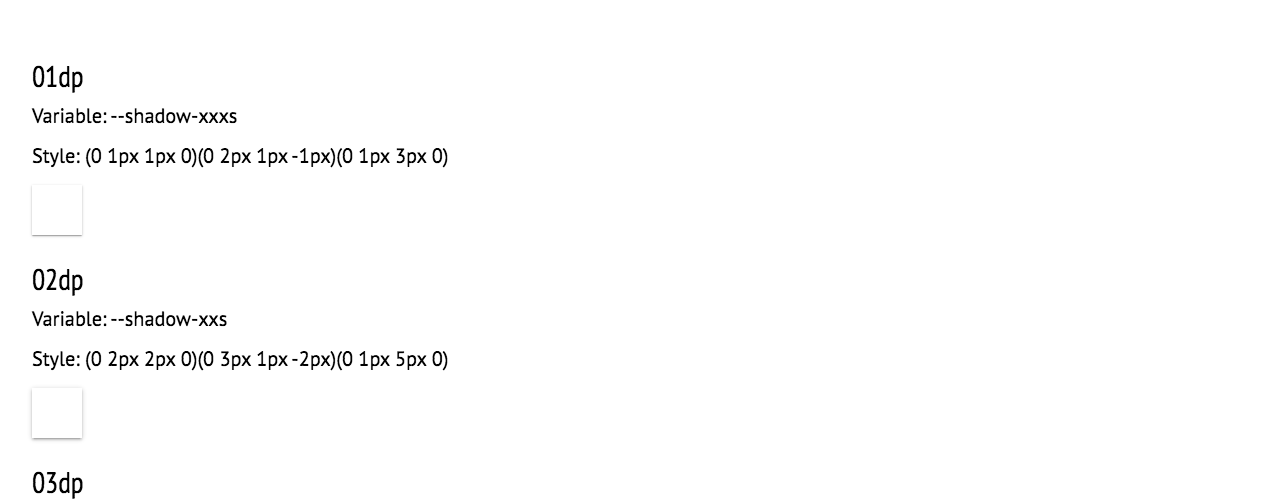 01dp
Variable: --shadow-xxxs
Style: (0 1px 1px 0)(0 2px 1px -1px)(0 1px 3px 0)
02dp
Variable: --shadow-xxs
Style: (0 2px 2px 0)(0 3px 1px -2px)(0 1px 5px 0)
03dp